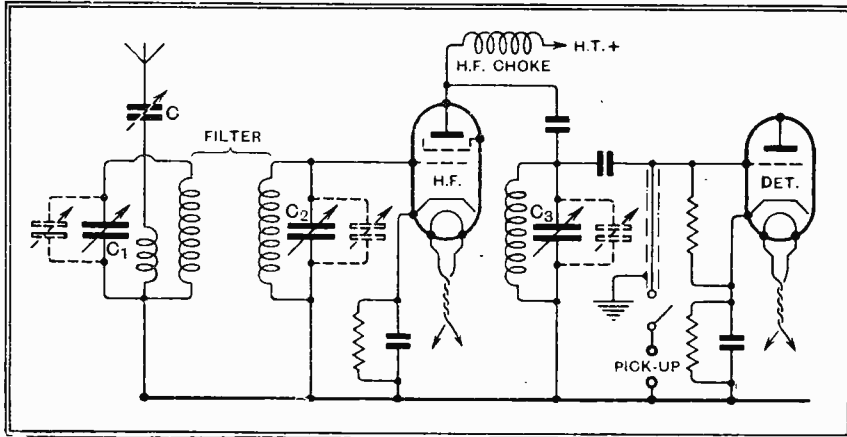 H.T.+
H.F. CHOKE
C
FILTER
H.F.
DET.
C1
C2
C3
PICK-UP